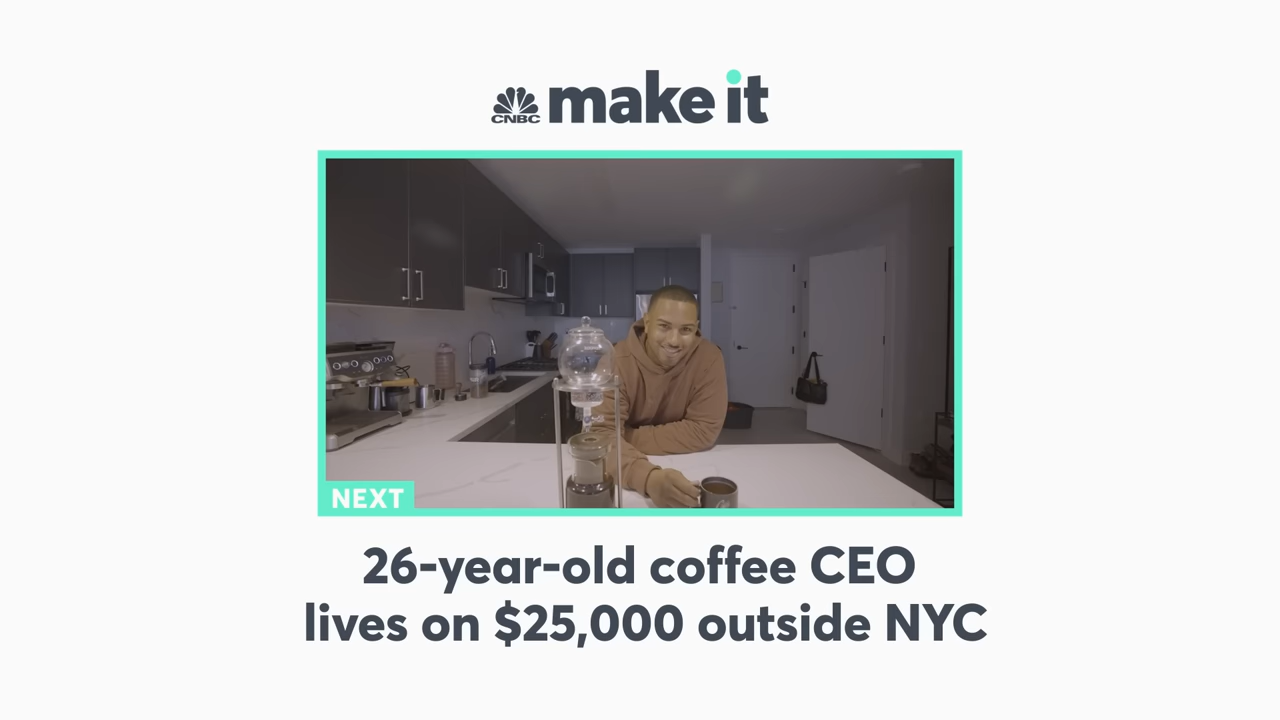 CNBC make it
NEXT
26-year-old coffee CEO
lives on $25,000 outside NYC